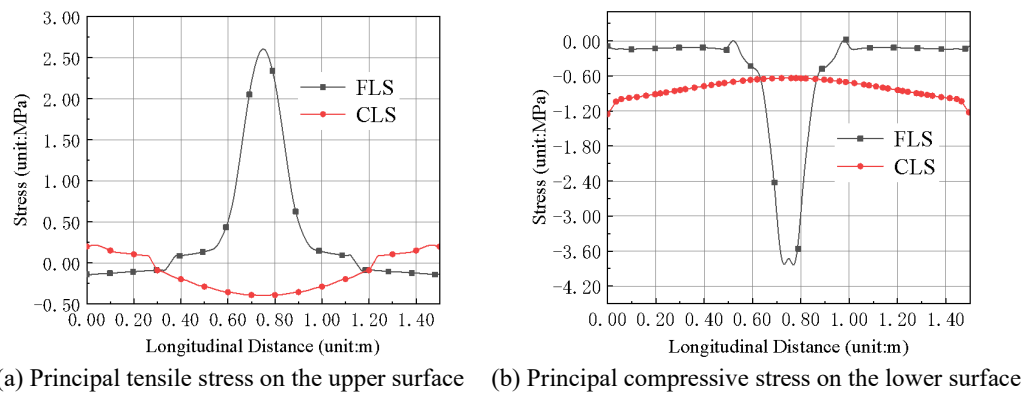 3.00
2.50
2.00
1.50
1.00
0.50
0.00
-0.50
Stress (unit:MPa)
FLS
CLS
0.00 0.20 0.40 0.60 0.80 1.00 1.20 1.40
Longitudinal Distance (unit:m)
(a) Principal tensile stress on the upper surface
0.00
-0.60
-1.20
-1.80
-2.40
-3.00
-3.60
-4.20
Stress (unit:MPa)
FLS
CLS
0.00 0.20 0.40 0.60 0.80 1.00 1.20 1.40
Longitudinal Distance (unit:m)
(b) Principal compressive stress on the lower surface